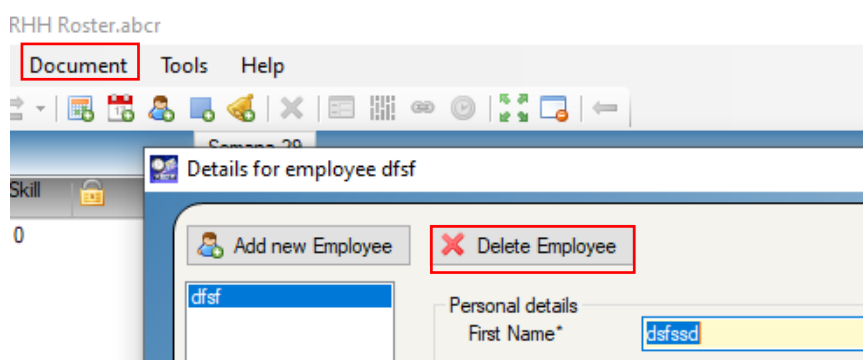 RHH Roster.abcr
Document Tools Help
Semana 29
Details for employee dfsf
Skill
0
Add new Employee
Delete Employee
dfsf
Personal details
First Name*
dsfssd